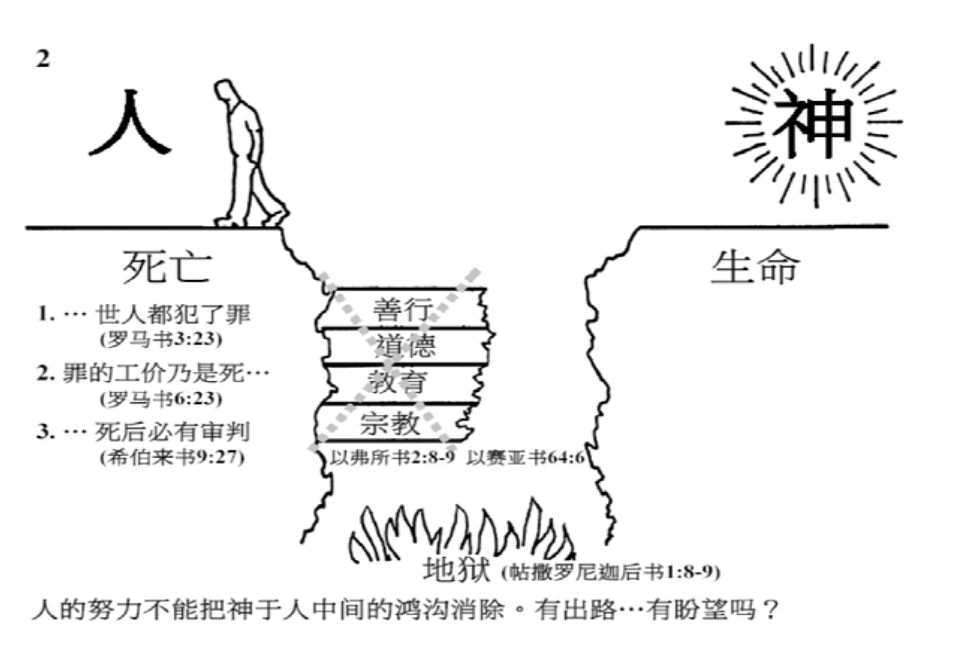 2
人
神
死亡
生命
1. … 世人都犯了罪
(罗马书3:23)
2. 罪的工价乃是死…
(罗马书6:23)
3. … 死后必有审判
(希伯来书9:27)
善行
道德
教育
宗教
以弗所书2:8-9 以赛亚书64:6
地狱 (帖撒罗尼迦后书1:8-9)
人的努力不能把神于人中间的鸿沟消除。有出路…有盼望吗？